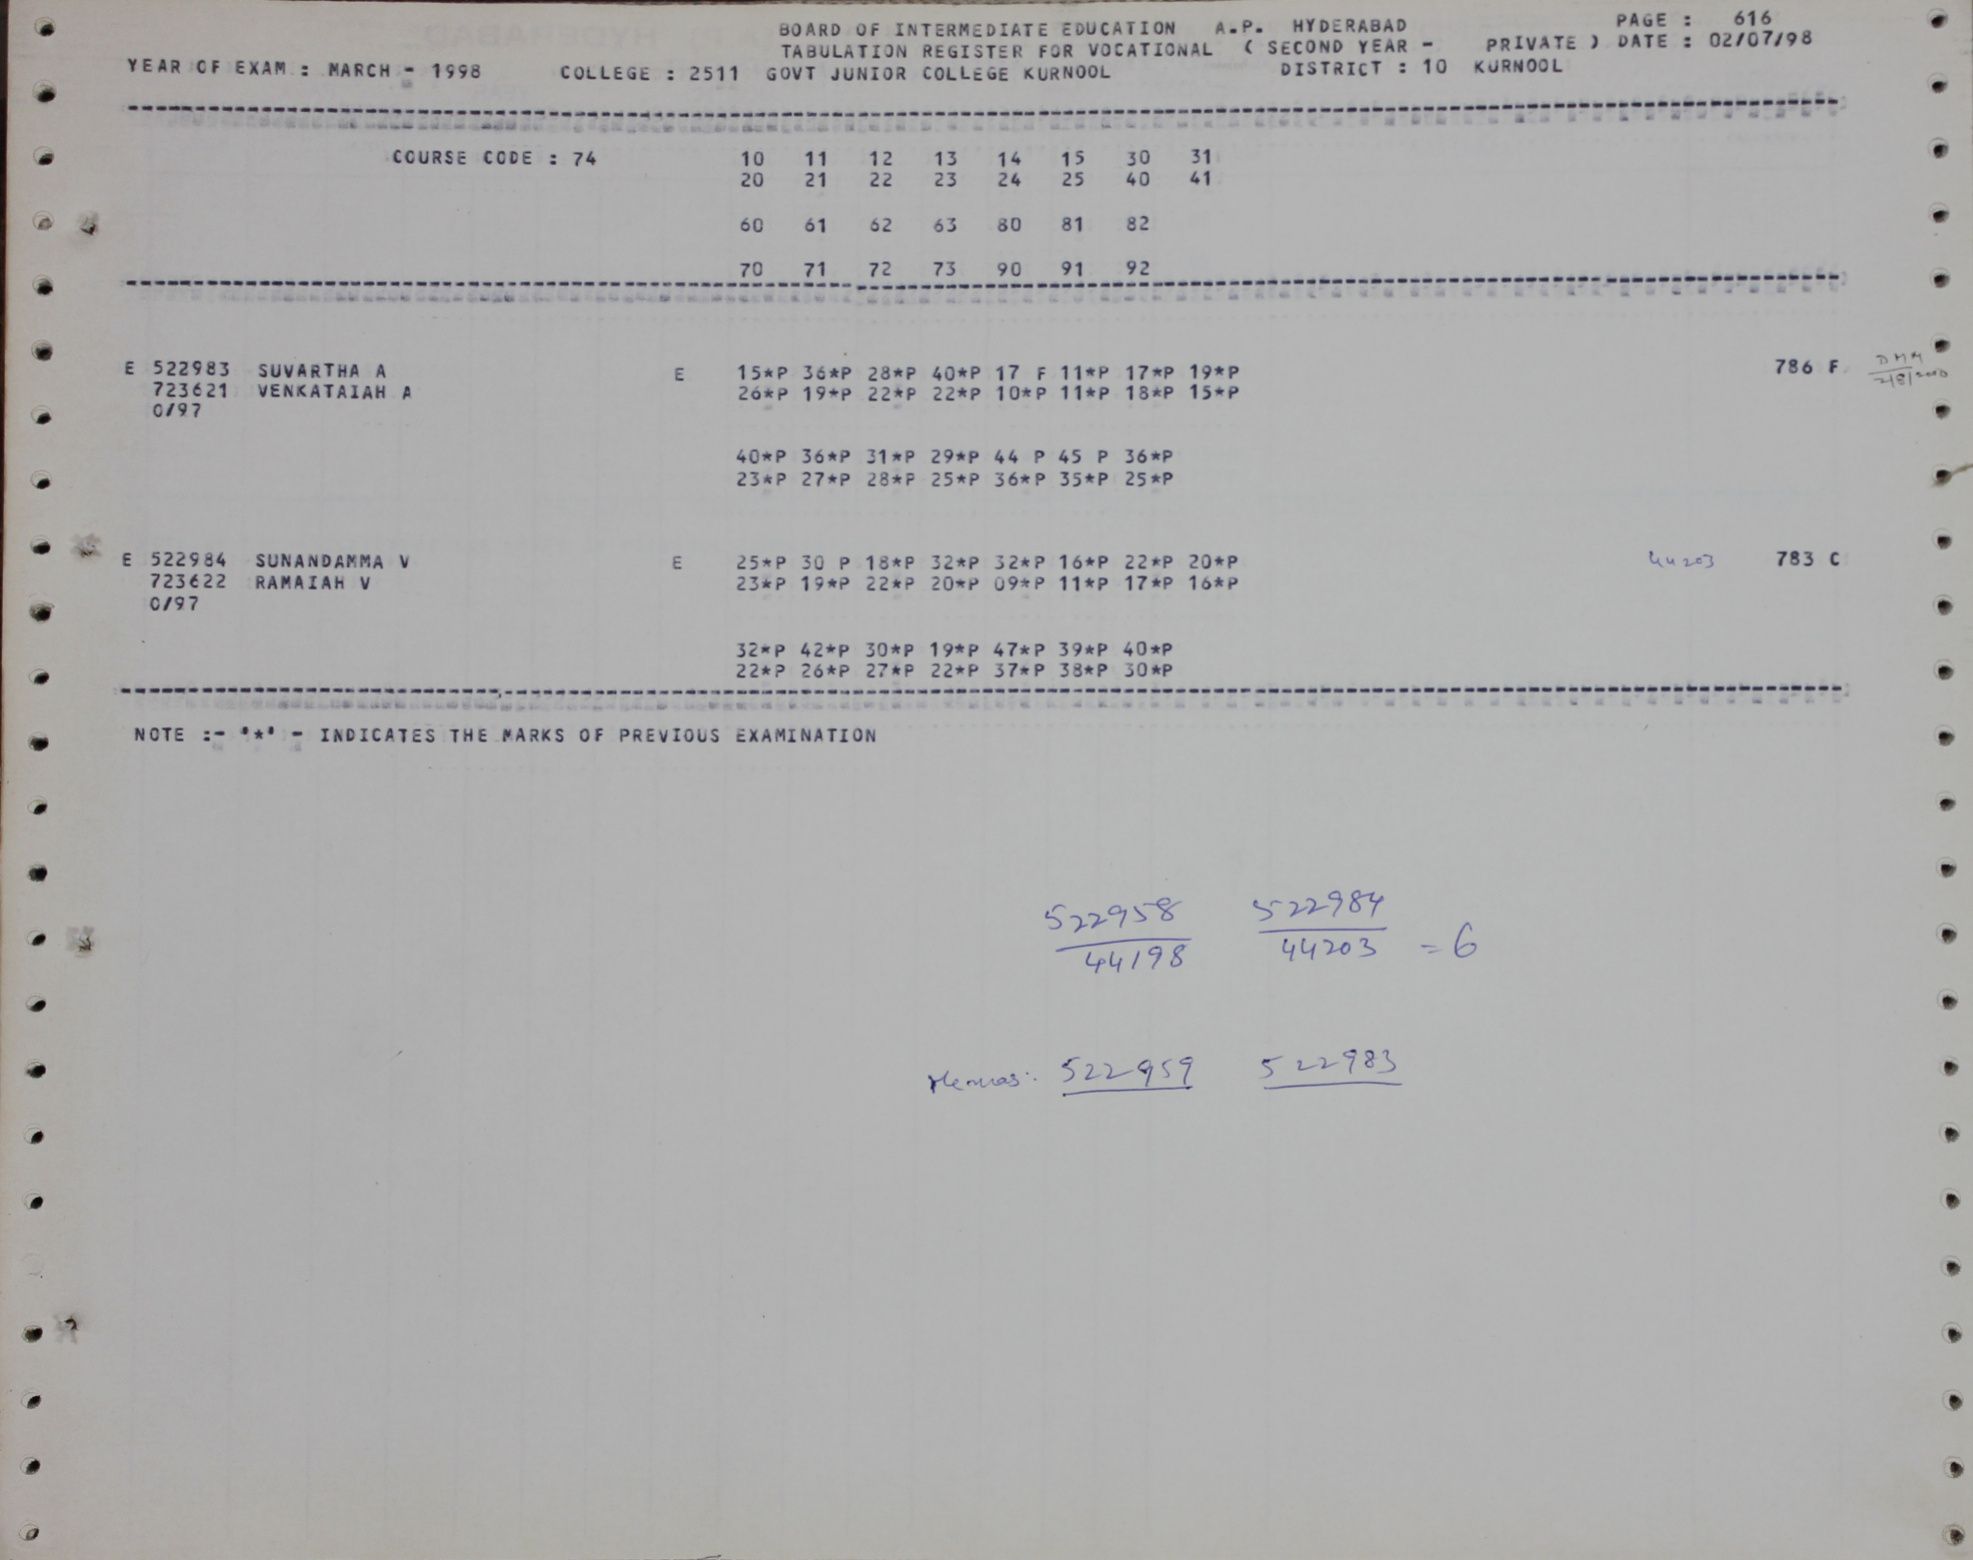 BOARD OF INTERMEDIATE EDUCATION A.P. HYDERABAD PAGE : 616
TABULATION REGISTER FOR VOCATIONAL ( SECOND YEAR - PRIVATE ) DATE : 02/07/98
YEAR OF EXAM : MARCH - 1998 COLLEGE : 2511 GOVT JUNIOR COLLEGE KURNOOL DISTRICT : 10 KURNOOL
COURSE CODE : 74 10 11 12 13 14 15 30 31
20 21 22 23 24 25 40 41
60 61 62 63 80 81 82
70 71 72 73 90 91 92
E 522983 SUVARTHA A E 15*P 36*P 28*P 40*P 17 F 11*P 17*P 19*P 786 F DMM
723621 VENKATAIAH A 26*P 19*P 22*P 22*P 10*P 11*P 18*P 15*P 2/8/2000
0/97
40*P 36*P 31*P 29*P 44 P 45 P 36*P
23*P 27*P 28*P 25*P 36*P 35*P 25*P
E 522984 SUNANDAMMA V E 25*P 30 P 18*P 32*P 32*P 16*P 22*P 20*P 44203 783 C
723622 RAMAIAH V 23*P 19*P 22*P 20*P 09*P 11*P 17*P 16*P
0/97
32*P 42*P 30*P 19*P 47*P 39*P 40*P
22*P 26*P 27*P 22*P 37*P 38*P 30*P
NOTE :- '*' - INDICATES THE MARKS OF PREVIOUS EXAMINATION
522958 522984
44198 44203 = 6
Memos: 522959 522983